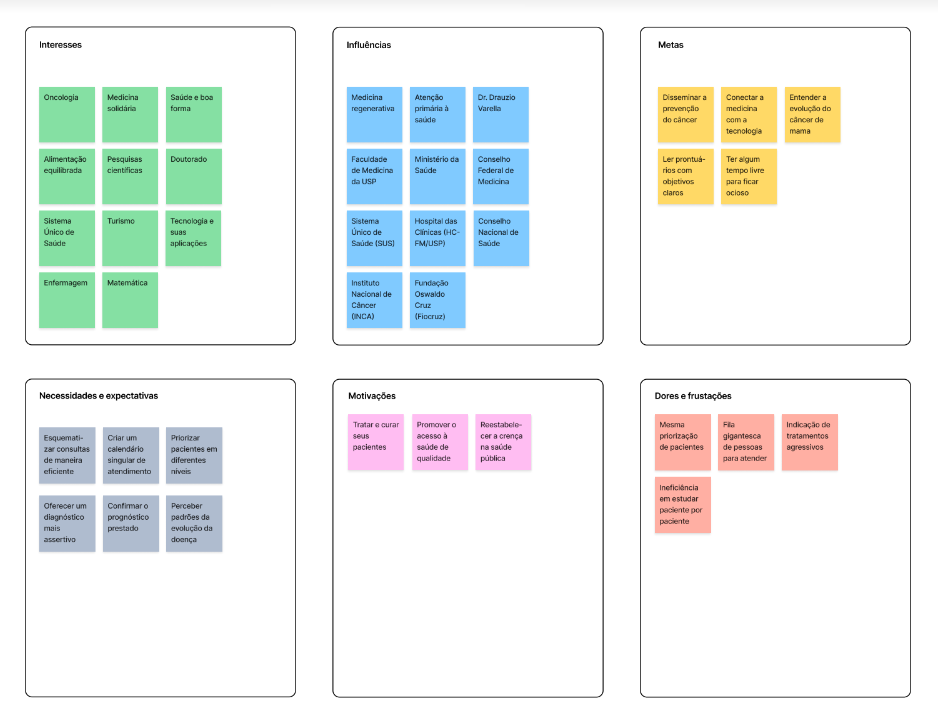 Interesses
Oncologia
Medicina
solidária
Saúde e boa
forma
Alimentação
equilibrada
Pesquisas
científicas
Doutorado
Sistema
Único de
Saúde
Turismo
Tecnologia e
suas
aplicações
Enfermagem
Matemática
Influências
Medicina
regenerativa
Atenção
primária à
saúde
Dr. Drauzio
Varella
Faculdade
de Medicina
da USP
Ministério da
Saúde
Conselho
Federal de
Medicina
Sistema
Único de
Saúde (SUS)
Hospital das
Clínicas (HC-
FM/USP)
Conselho
Nacional de
Saúde
Instituto
Nacional de
Câncer
(INCA)
Fundação
Oswaldo
Cruz
(Fiocruz)
Metas
Disseminar a
prevenção
do câncer
Conectar a
medicina
com a
tecnologia
Entender a
evolução do
câncer de
mama
Ler prontuá-
rios com
objetivos
claros
Ter algum
tempo livre
para ficar
ocioso
Necessidades e expectativas
Esquemati-
zar consultas
de maneira
eficiente
Criar um
calendário
singular de
atendimento
Priorizar
pacientes em
diferentes
níveis
Oferecer um
diagnóstico
mais
assertivo
Confirmar o
prognóstico
prestado
Perceber
padrões da
evolução da
doença
Motivações
Tratar e curar
seus
pacientes
Promover o
acesso à
saúde de
qualidade
Reestabele-
cer a crença
na saúde
pública
Dores e frustações
Mesma
priorização
de pacientes
Fila
gigantesca
de pessoas
para atender
Indicação de
tratamentos
agressivos
Ineficiência
em estudar
paciente por
paciente